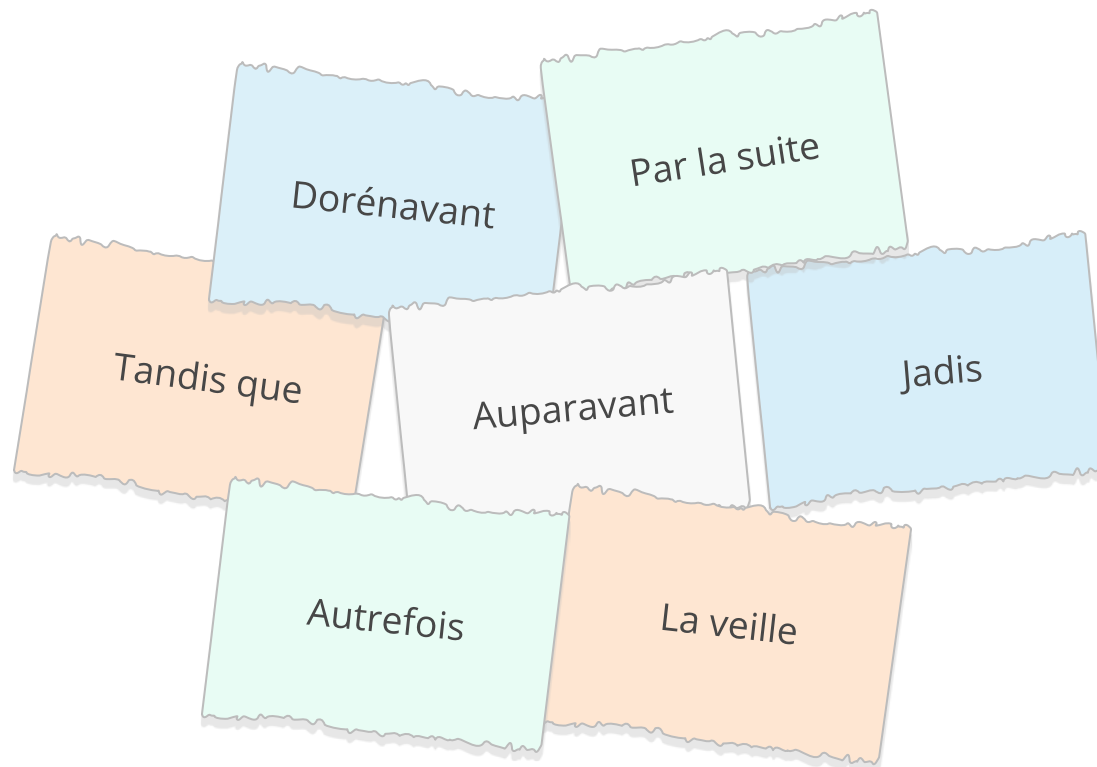 Par la suite
Dorénavant
Tandis que
Auparavant
Jadis
Autrefois
La veille